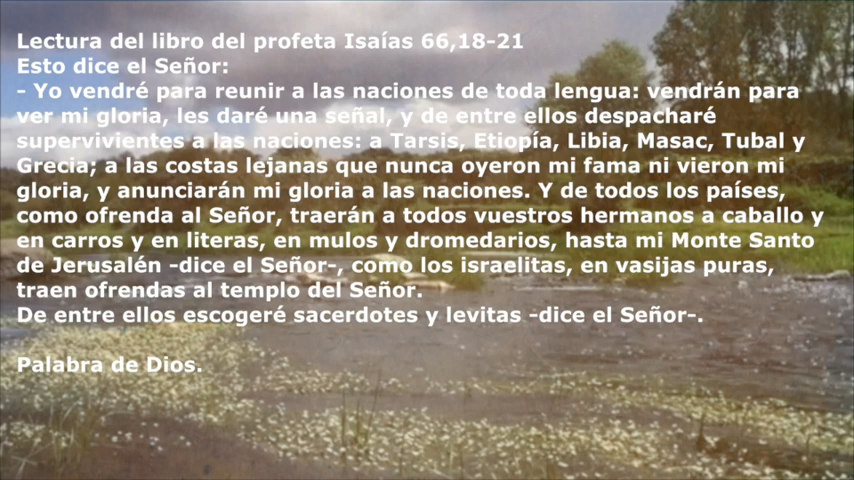 Lectura del libro del profeta Isaías 66,18-21
Esto dice el Señor:
- Yo vendré para reunir a las naciones de toda lengua: vendrán para
ver mi gloria, les daré una señal, y de entre ellos despacharé
supervivientes a las naciones: a Tarsis, Etiopía, Libia, Masac, Tubal y
Grecia; a las costas lejanas que nunca oyeron mi fama ni vieron mi
gloria, y anunciarán mi gloria a las naciones. Y de todos los países,
como ofrenda al Señor, traerán a todos vuestros hermanos a caballo y
en carros y en literas, en mulos y dromedarios, hasta mi Monte Santo
de Jerusalén -dice el Señor-, como los israelitas, en vasijas puras,
traen ofrendas al templo del Señor.
De entre ellos escogeré sacerdotes y levitas -dice el Señor-.
Palabra de Dios.